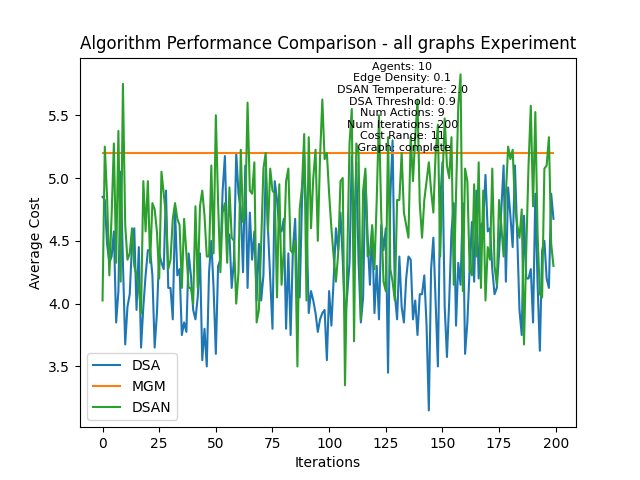 Algorithm Performance Comparison - all graphs Experiment
Agents: 10
Edge Density: 0.1
DSAN Temperature: 2.0
DSA Threshold: 0.9
Num Actions: 9
Num Iterations: 200
Cost Range: 11
Graph: complete
5.5
5.0
4.5
4.0
3.5
Average Cost
DSA
MGM
DSAN
0 25 50 75 100 125 150 175 200
Iterations